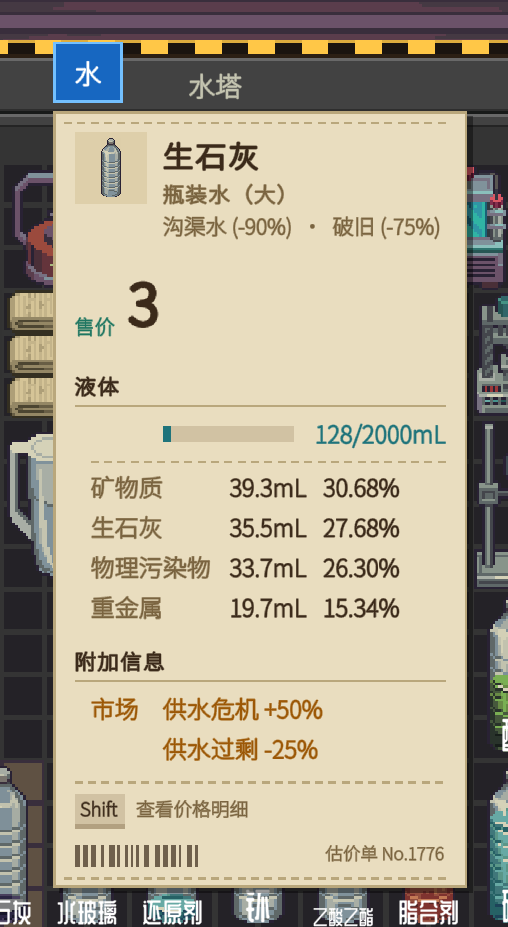 水
水塔
生石灰
瓶装水（大）
沟渠水 (-90%) · 破旧 (-75%)
售价 3
液体
128/2000mL
矿物质 39.3mL 30.68%
生石灰 35.5mL 27.68%
物理污染物 33.7mL 26.30%
重金属 19.7mL 15.34%
附加信息
市场 供水危机 +50%
供水过剩 -25%
Shift 查看价格明细
估价单 No.1776
石灰 水玻璃 还原剂 乙酸乙酯 脂合剂